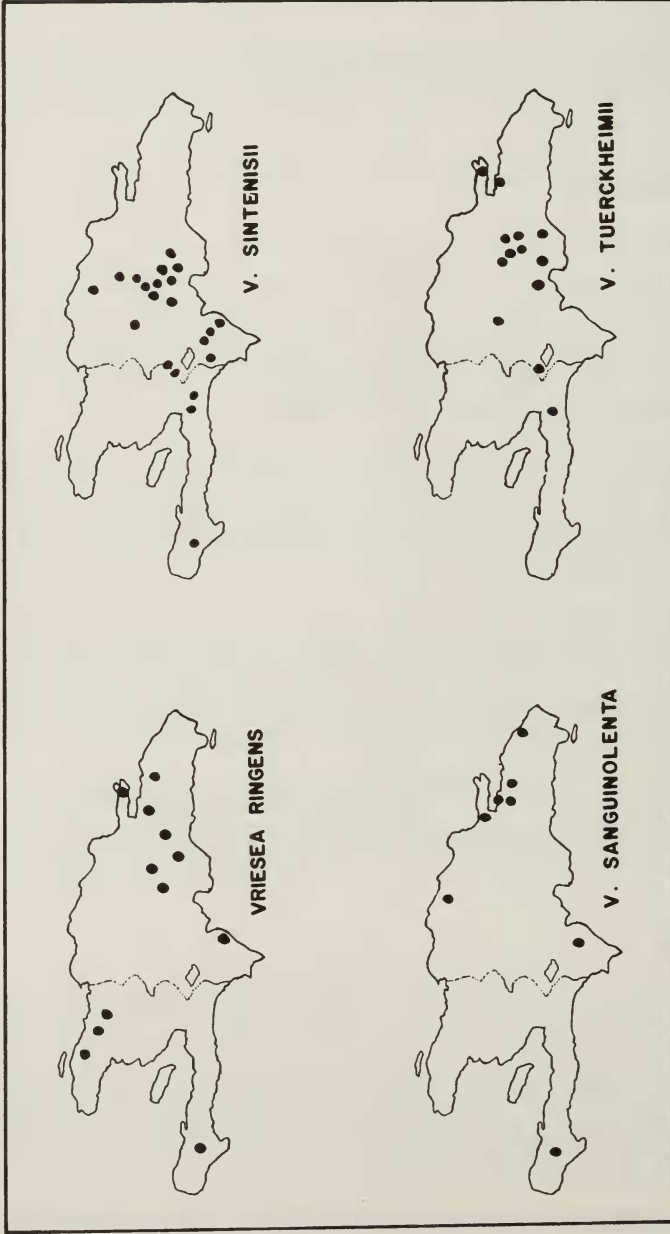 VRIESEA RINGENS
V. SINTENISII
V. SANGUINOLENTA
V. TUERCKHEIMII